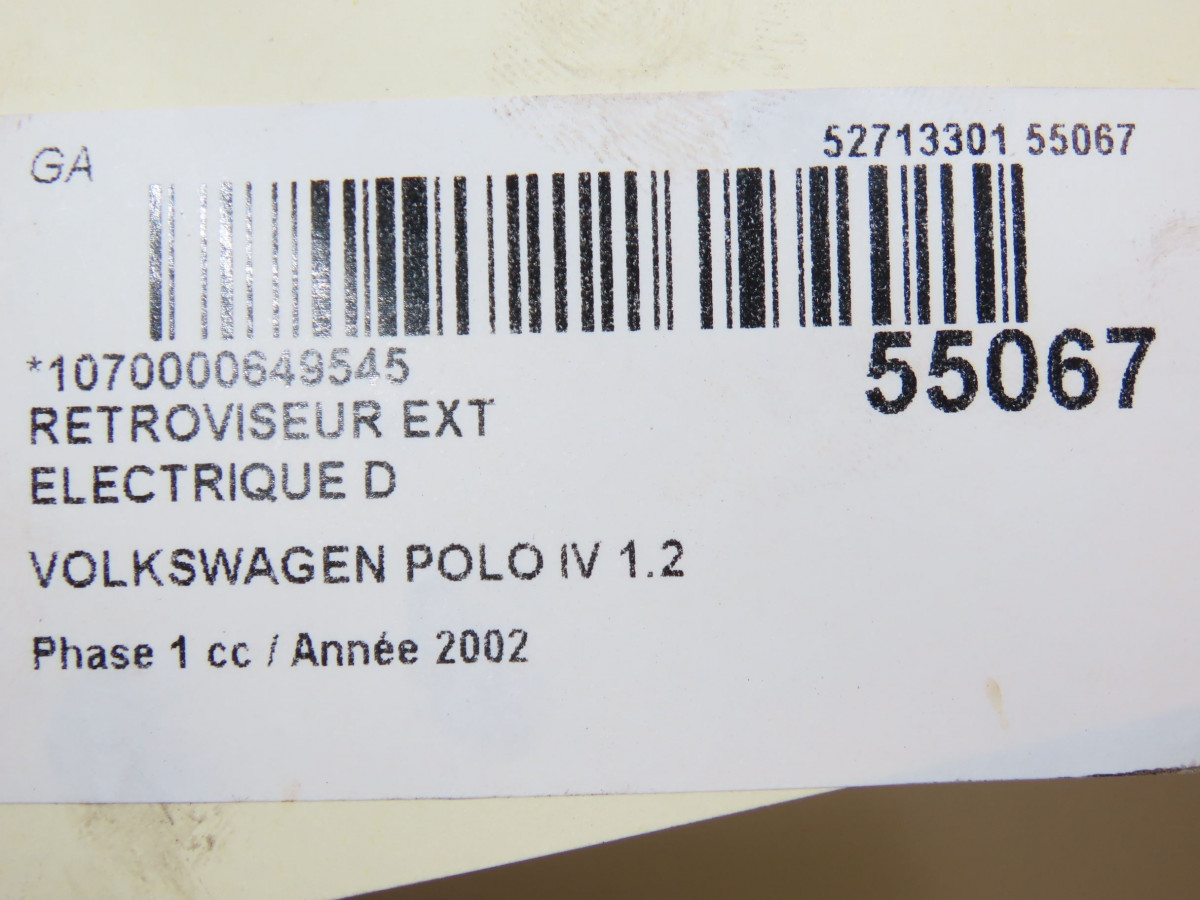 GA
52713301 55067
*1070000649545
55067
RETROVISEUR EXT
ELECTRIQUE D
VOLKSWAGEN POLO IV 1.2
Phase 1 cc / Année 2002